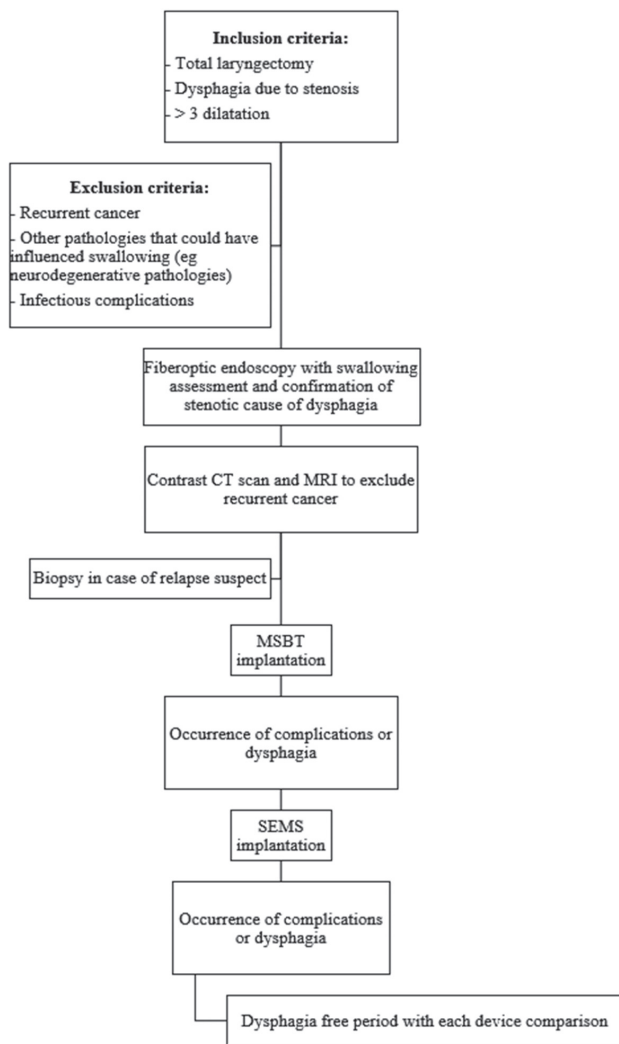 Inclusion criteria:
- Total laryngectomy
- Dysphagia due to stenosis
- > 3 dilatation
Exclusion criteria:
- Recurrent cancer
- Other pathologies that could have
influenced swallowing (eg
neurodegenerative pathologies)
- Infectious complications
Fiberoptic endoscopy with swallowing
assessment and confirmation of
stenotic cause of dysphagia
Contrast CT scan and MRI to exclude
recurrent cancer
Biopsy in case of relapse suspect
MSBT
implantation
Occurrence of complications or
dysphagia
SEMS
implantation
Occurrence of complications
or dysphagia
Dysphagia free period with each device comparison